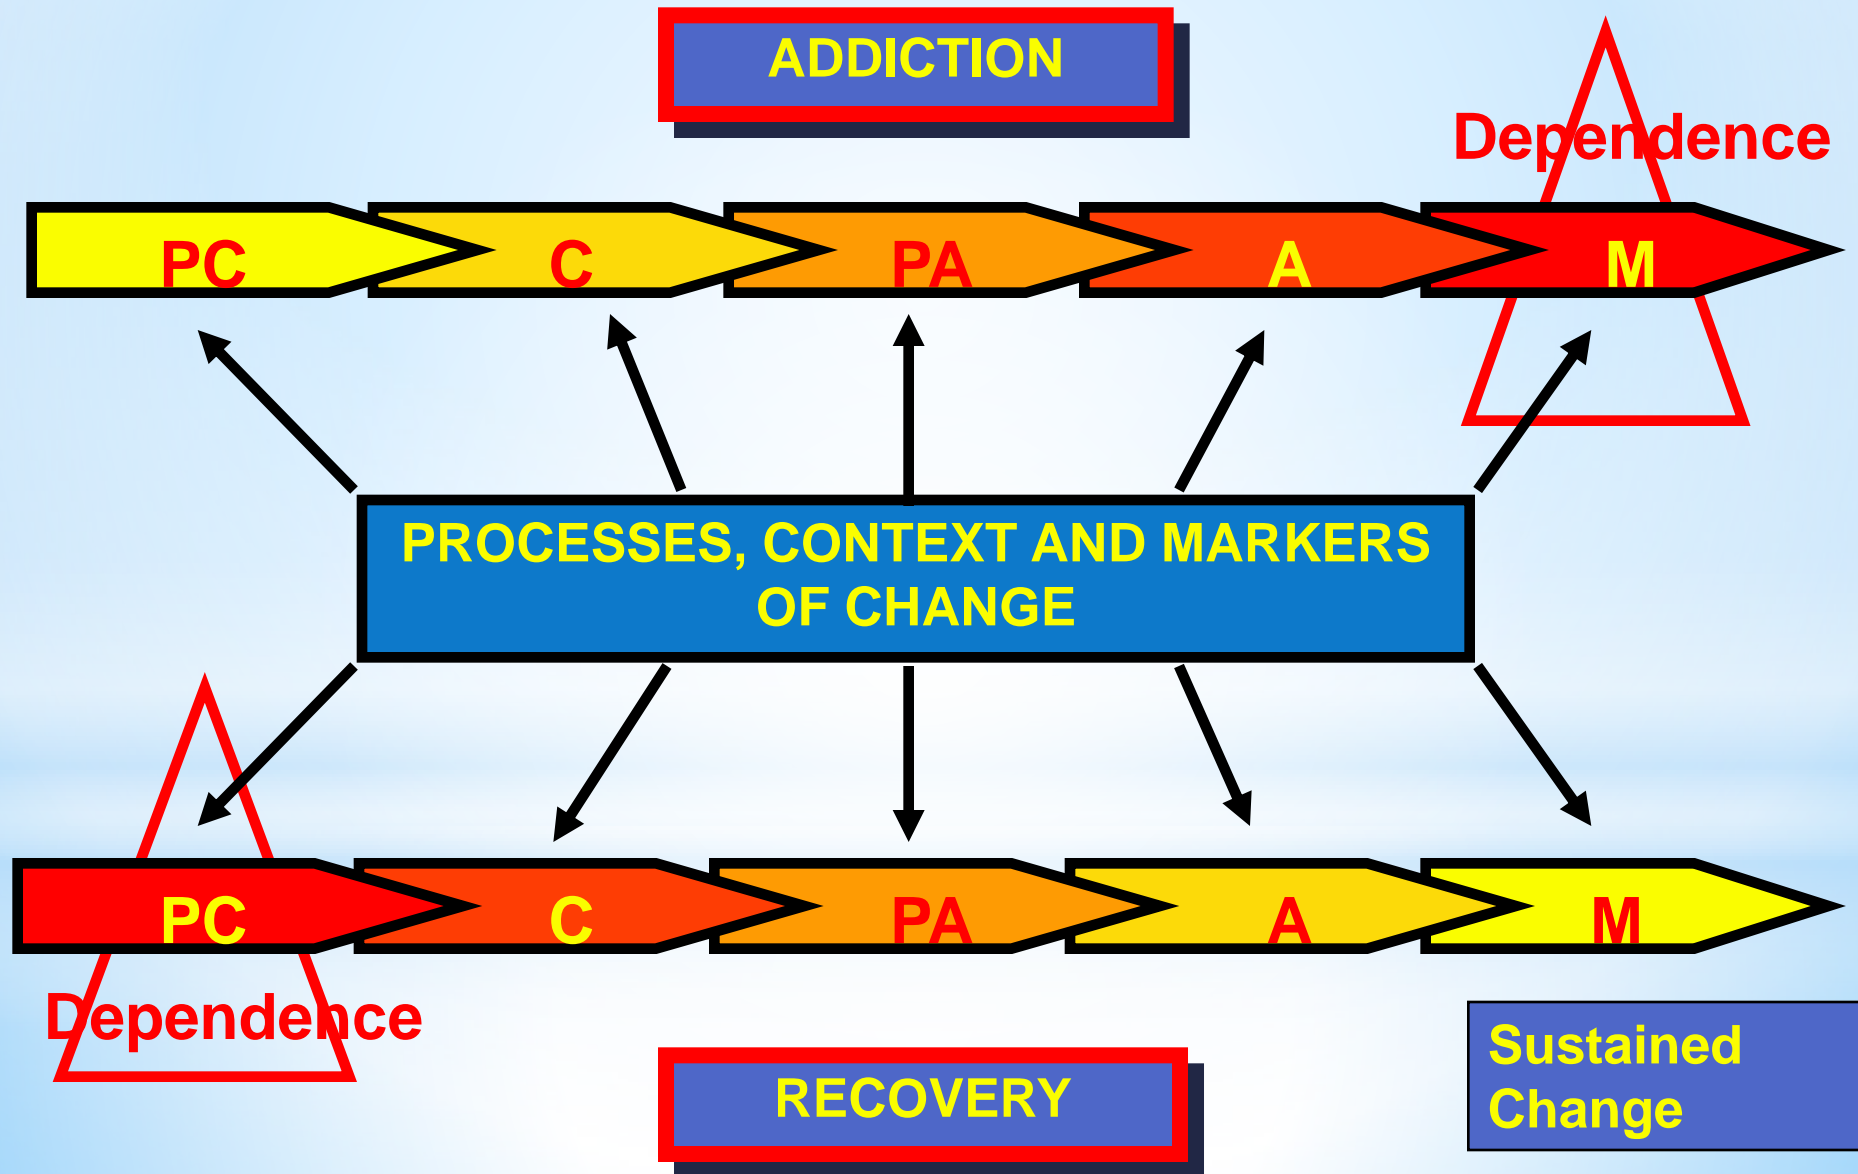 ADDICTION
Dependence
PC C PA A M
PROCESSES, CONTEXT AND MARKERS
OF CHANGE
PC C PA A M
Dependence
Sustained
Change
RECOVERY